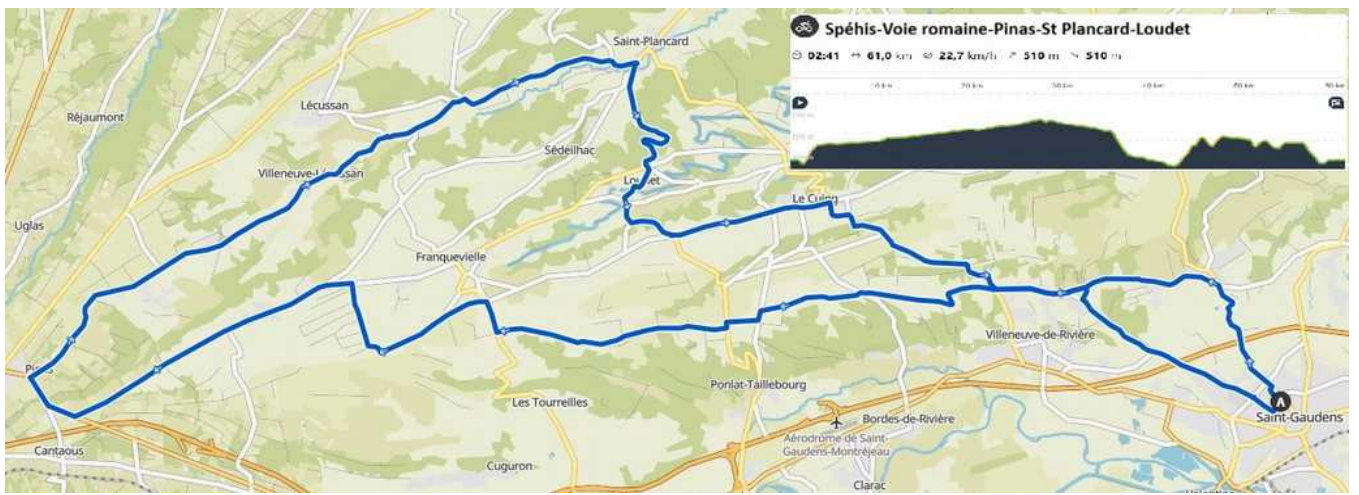 Spéhis-Voie romaine-Pinas-St Plancard-Loudet
02:41 61,0 km 22,7 km/h 510 m 510 m
Saint-Plancard
Réjaumont
Lécussan
Sédeilhac
Villeneuve-Lécussan
Le Cuing
Uglas
Franquevielle
Villeneuve-de-Rivière
Ponlat-Taillebourg
Les Tourreilles
Saint-Gaudens
Bordes-de-Rivière
Aérodrome de Saint-
Gaudens-Montréjeau
Cantaous
Cuguron
Clarac